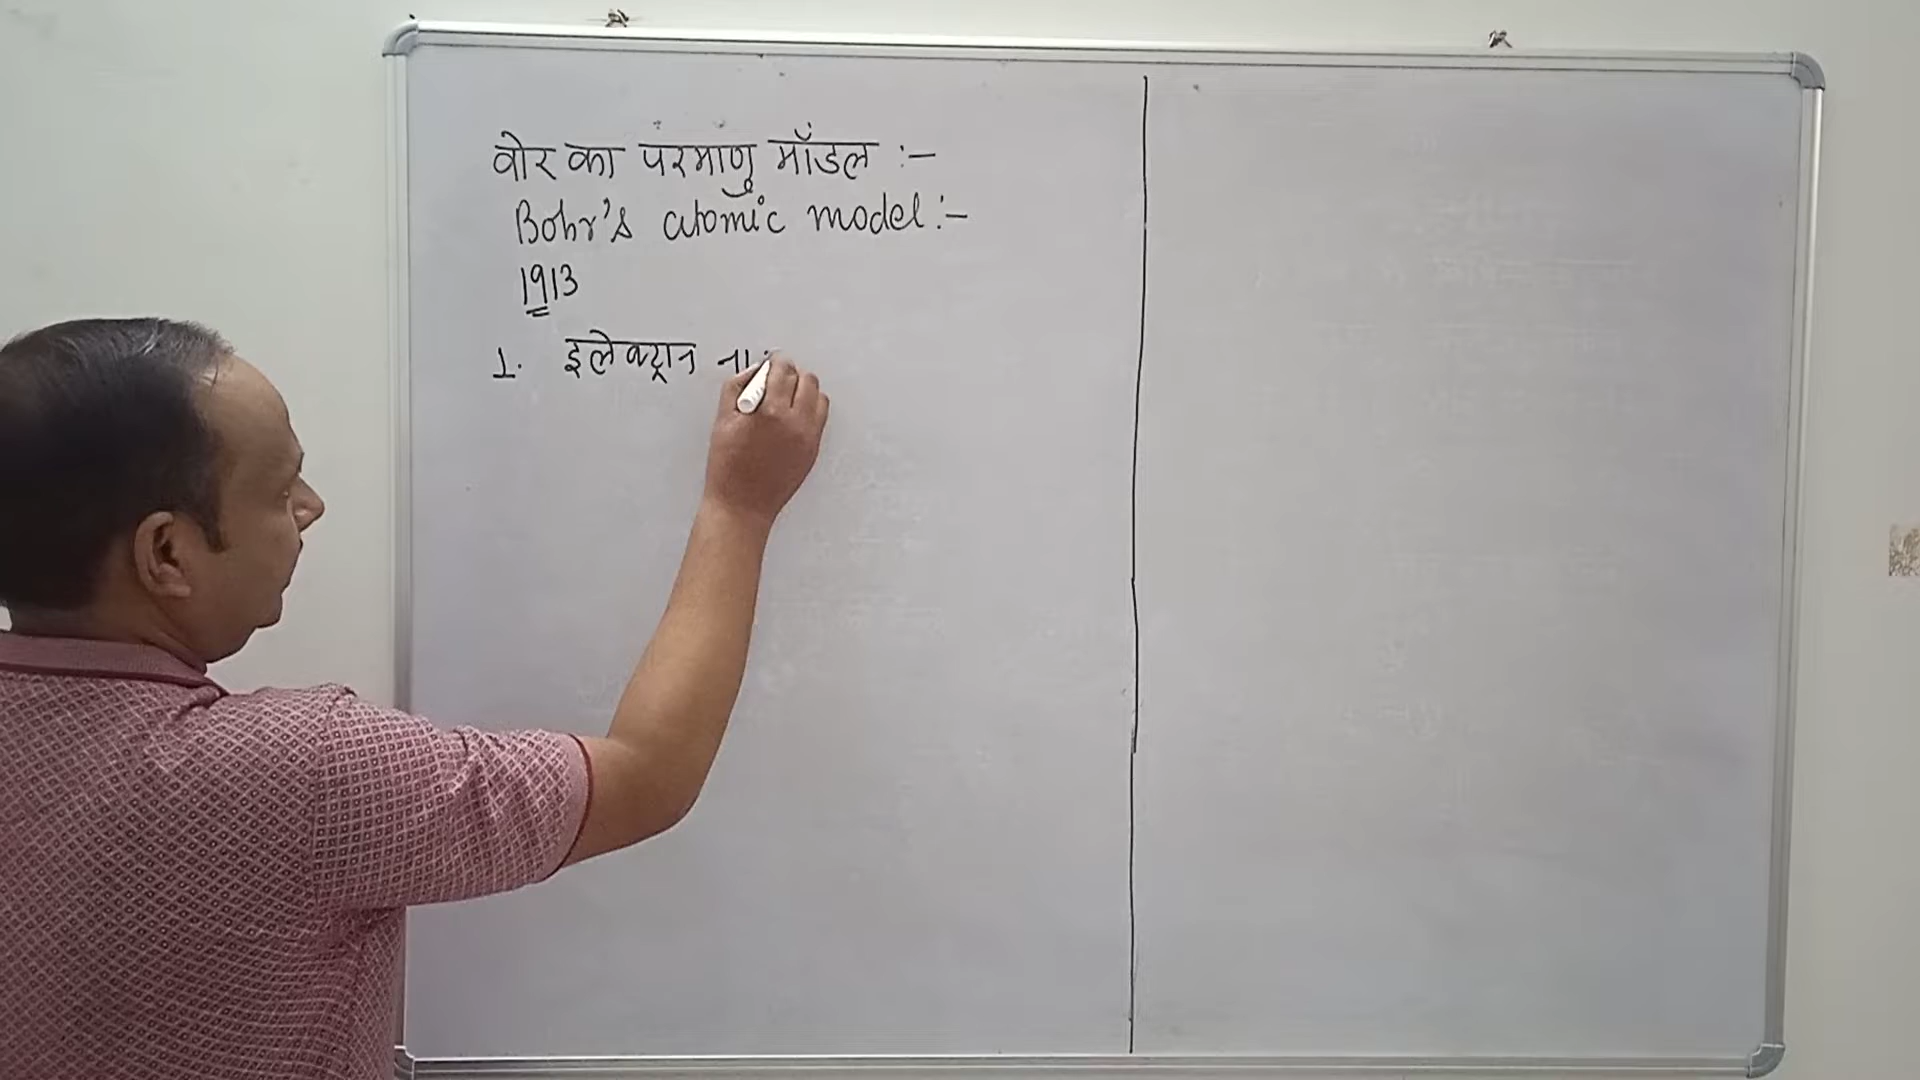 वोर का परमाणु मॉडल :-
Bohr's atomic model :-
1913
1. इलेक्ट्रान